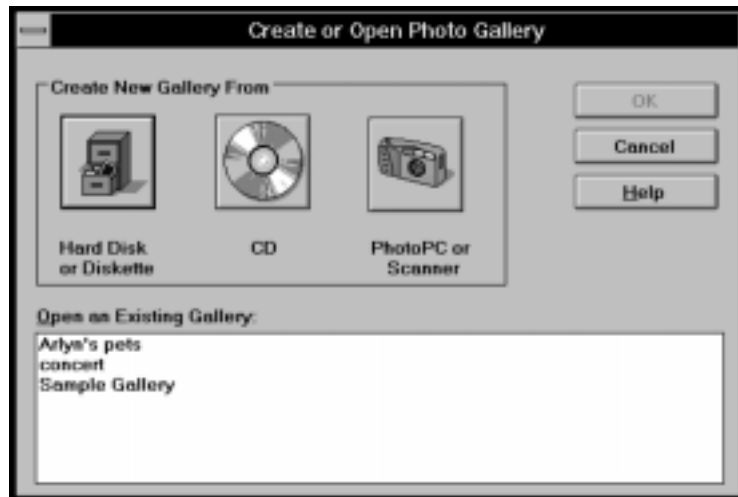 Create or Open Photo Gallery
Create New Gallery From
OK
Cancel
Help
Hard Disk
or Diskette
CD
PhotoPC or
Scanner
Open an Existing Gallery:
Arlyn's pets
concert
Sample Gallery